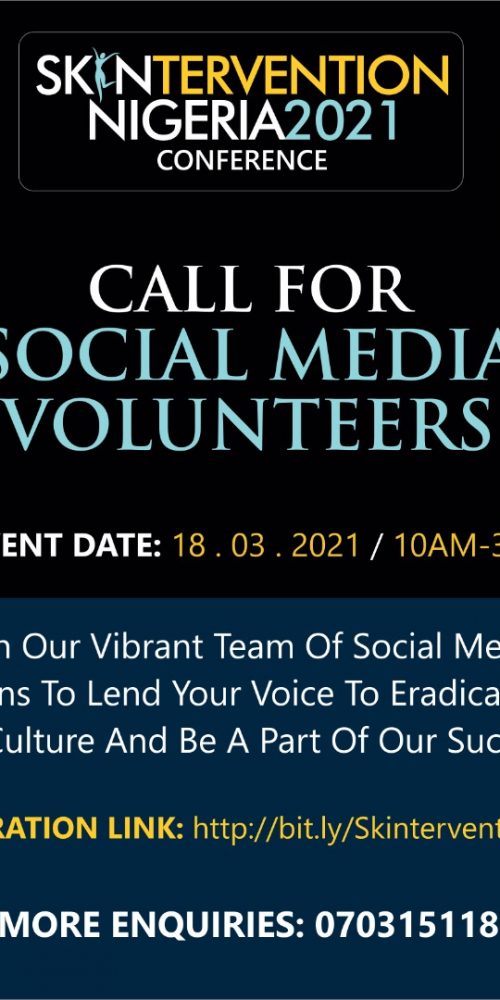 SKINTERVENTION
NIGERIA2021
CONFERENCE
CALL FOR
SOCIAL MEDIA
VOLUNTEERS
ENT DATE: 18 . 03 . 2021 / 10AM-3
n Our Vibrant Team Of Social Me
ns To Lend Your Voice To Eradica
Culture And Be A Part Of Our Suc
RATION LINK: http://bit.ly/Skintervent
MORE ENQUIRIES: 070315118